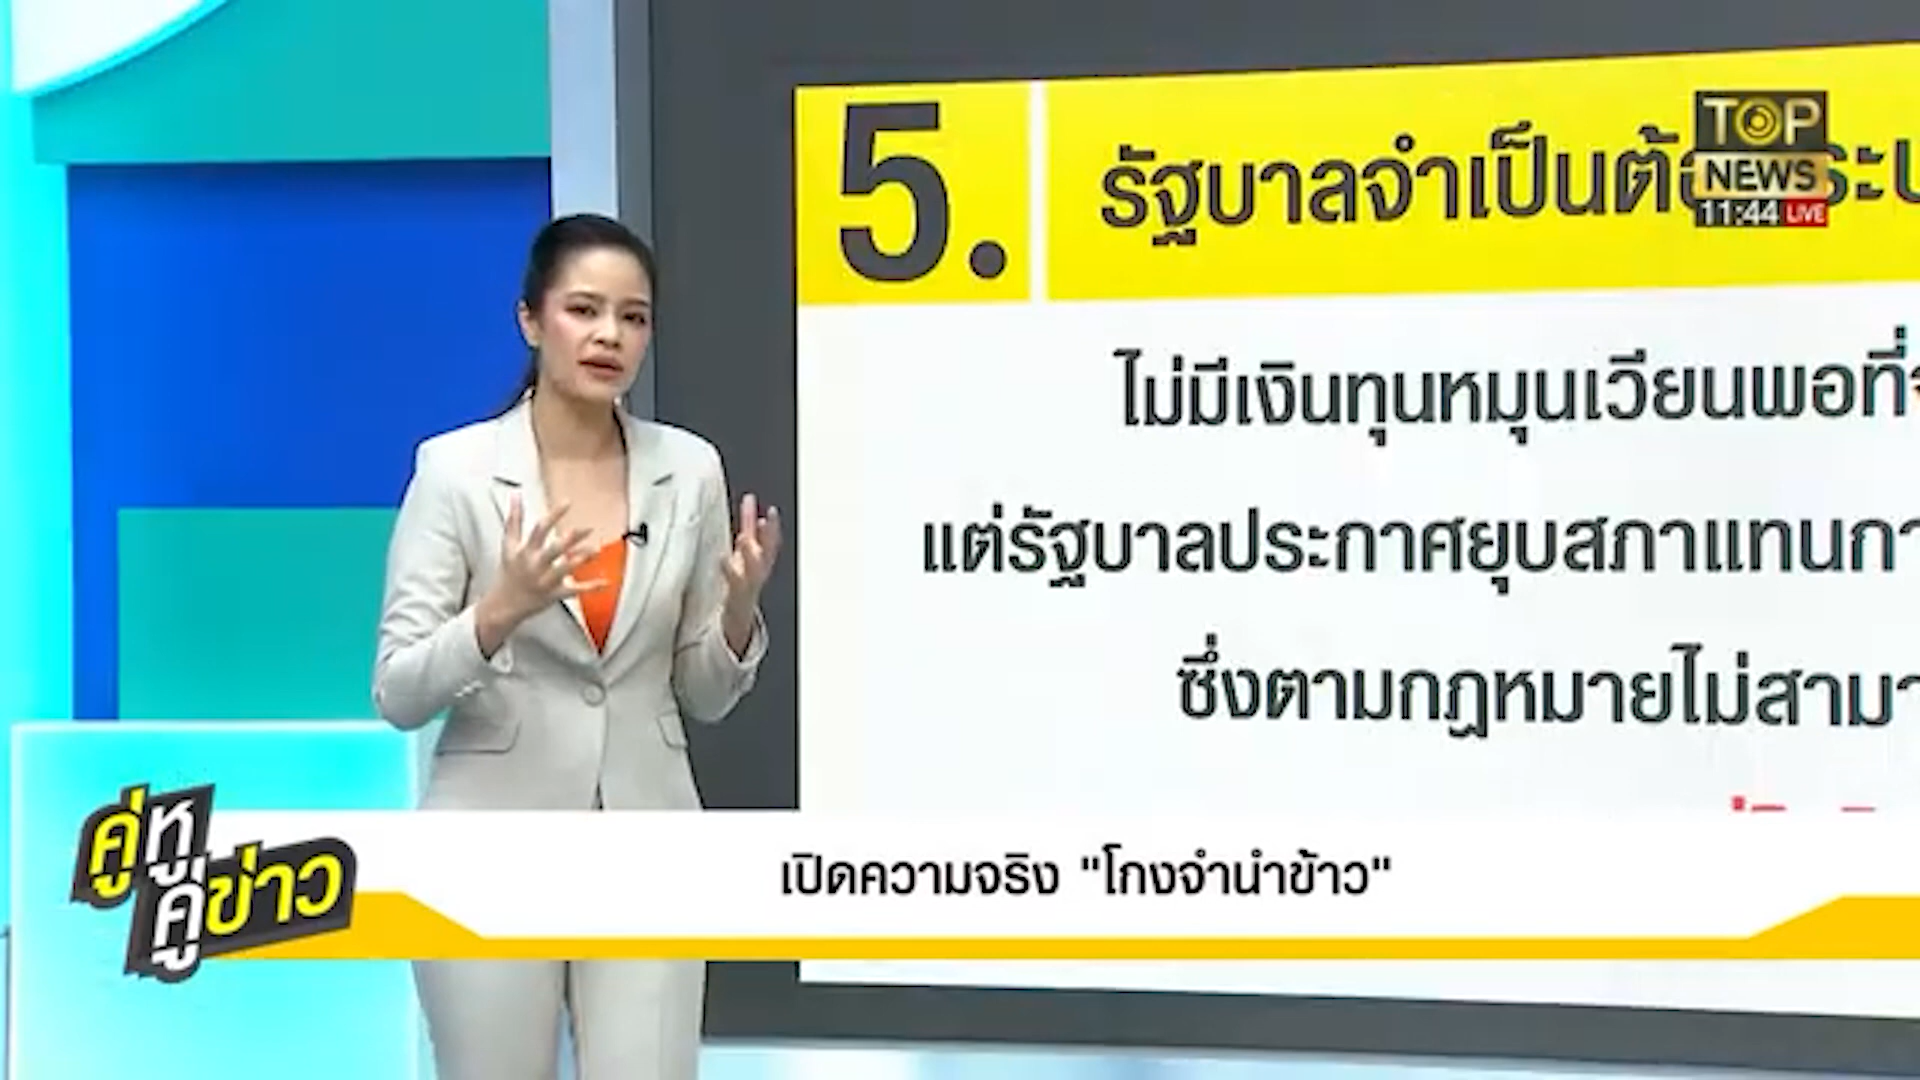 5.
รัฐบาลจำเป็นต้อ
TOP
NEWS
11:44 LIVE
ไม่มีเงินทุนหมุนเวียนพอที่
แต่รัฐบาลประกาศยุบสภาแทนกา
ซึ่งตามกฎหมายไม่สามา
คู่หู
คู่ข่าว
เปิดความจริง "โกงจำนำข้าว"